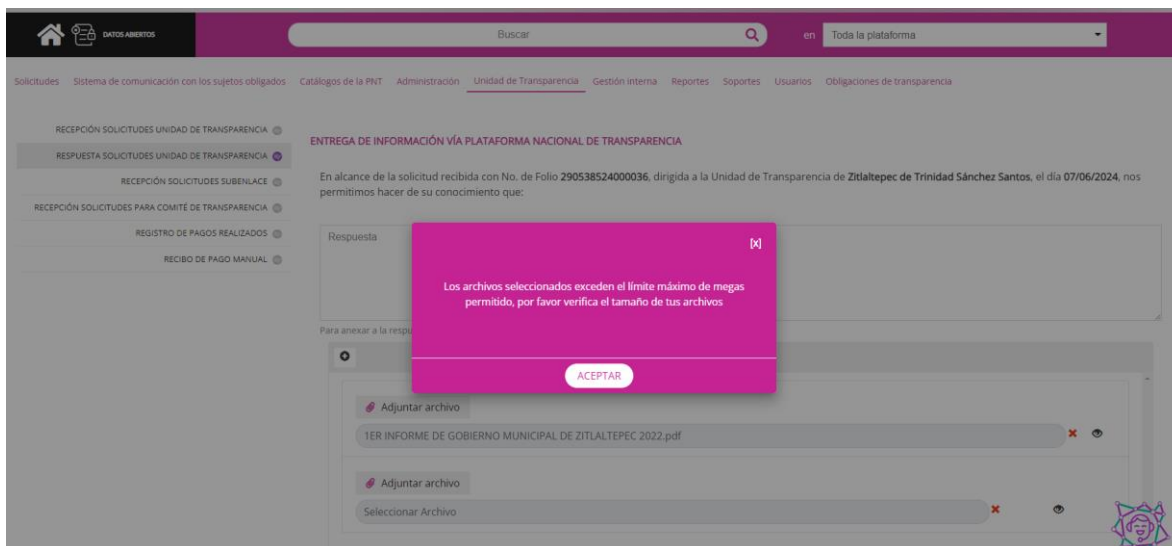 DATOS ABIERTOS
Buscar
en
Toda la plataforma
Solicitudes Sistema de comunicación con los sujetos obligados Catálogos de la PNT Administración Unidad de Transparencia Gestión interna Reportes Soportes Usuarios Obligaciones de transparencia
RECEPCIÓN SOLICITUDES UNIDAD DE TRANSPARENCIA
RESPUESTA SOLICITUDES UNIDAD DE TRANSPARENCIA
RECEPCIÓN SOLICITUDES SUBENLACE
RECEPCIÓN SOLICITUDES PARA COMITÉ DE TRANSPARENCIA
REGISTRO DE PAGOS REALIZADOS
RECIBO DE PAGO MANUAL
ENTREGA DE INFORMACIÓN VÍA PLATAFORMA NACIONAL DE TRANSPARENCIA
En alcance de la solicitud recibida con No. de Folio 290538524000036, dirigida a la Unidad de Transparencia de Zitlaltepec de Trinidad Sánchez Santos, el día 07/06/2024, nos
permitimos hacer de su conocimiento que:
Respuesta
[X]
Los archivos seleccionados exceden el límite máximo de megas
permitido, por favor verifica el tamaño de tus archivos
ACEPTAR
Para anexar a la
Adjuntar archivo
1ER INFORME DE GOBIERNO MUNICIPAL DE ZITLALTEPEC 2022.pdf
Adjuntar archivo
Seleccionar Archivo